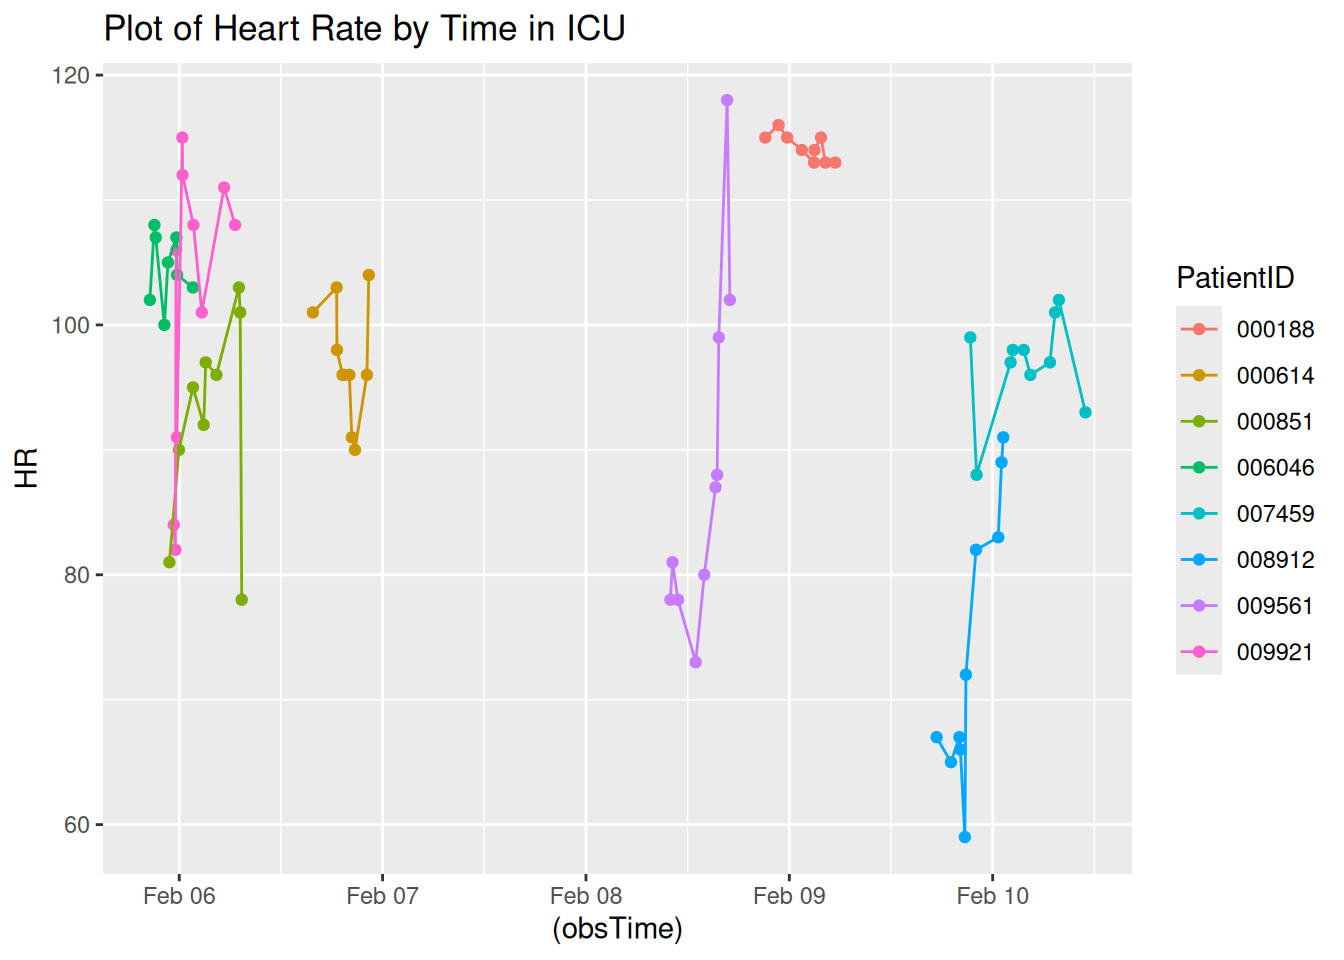 Plot of Heart Rate by Time in ICU
120
100
80
60
HR
Feb 06
Feb 07
Feb 08
Feb 09
Feb 10
(obsTime)
PatientID
000188
000614
000851
006046
007459
008912
009561
009921